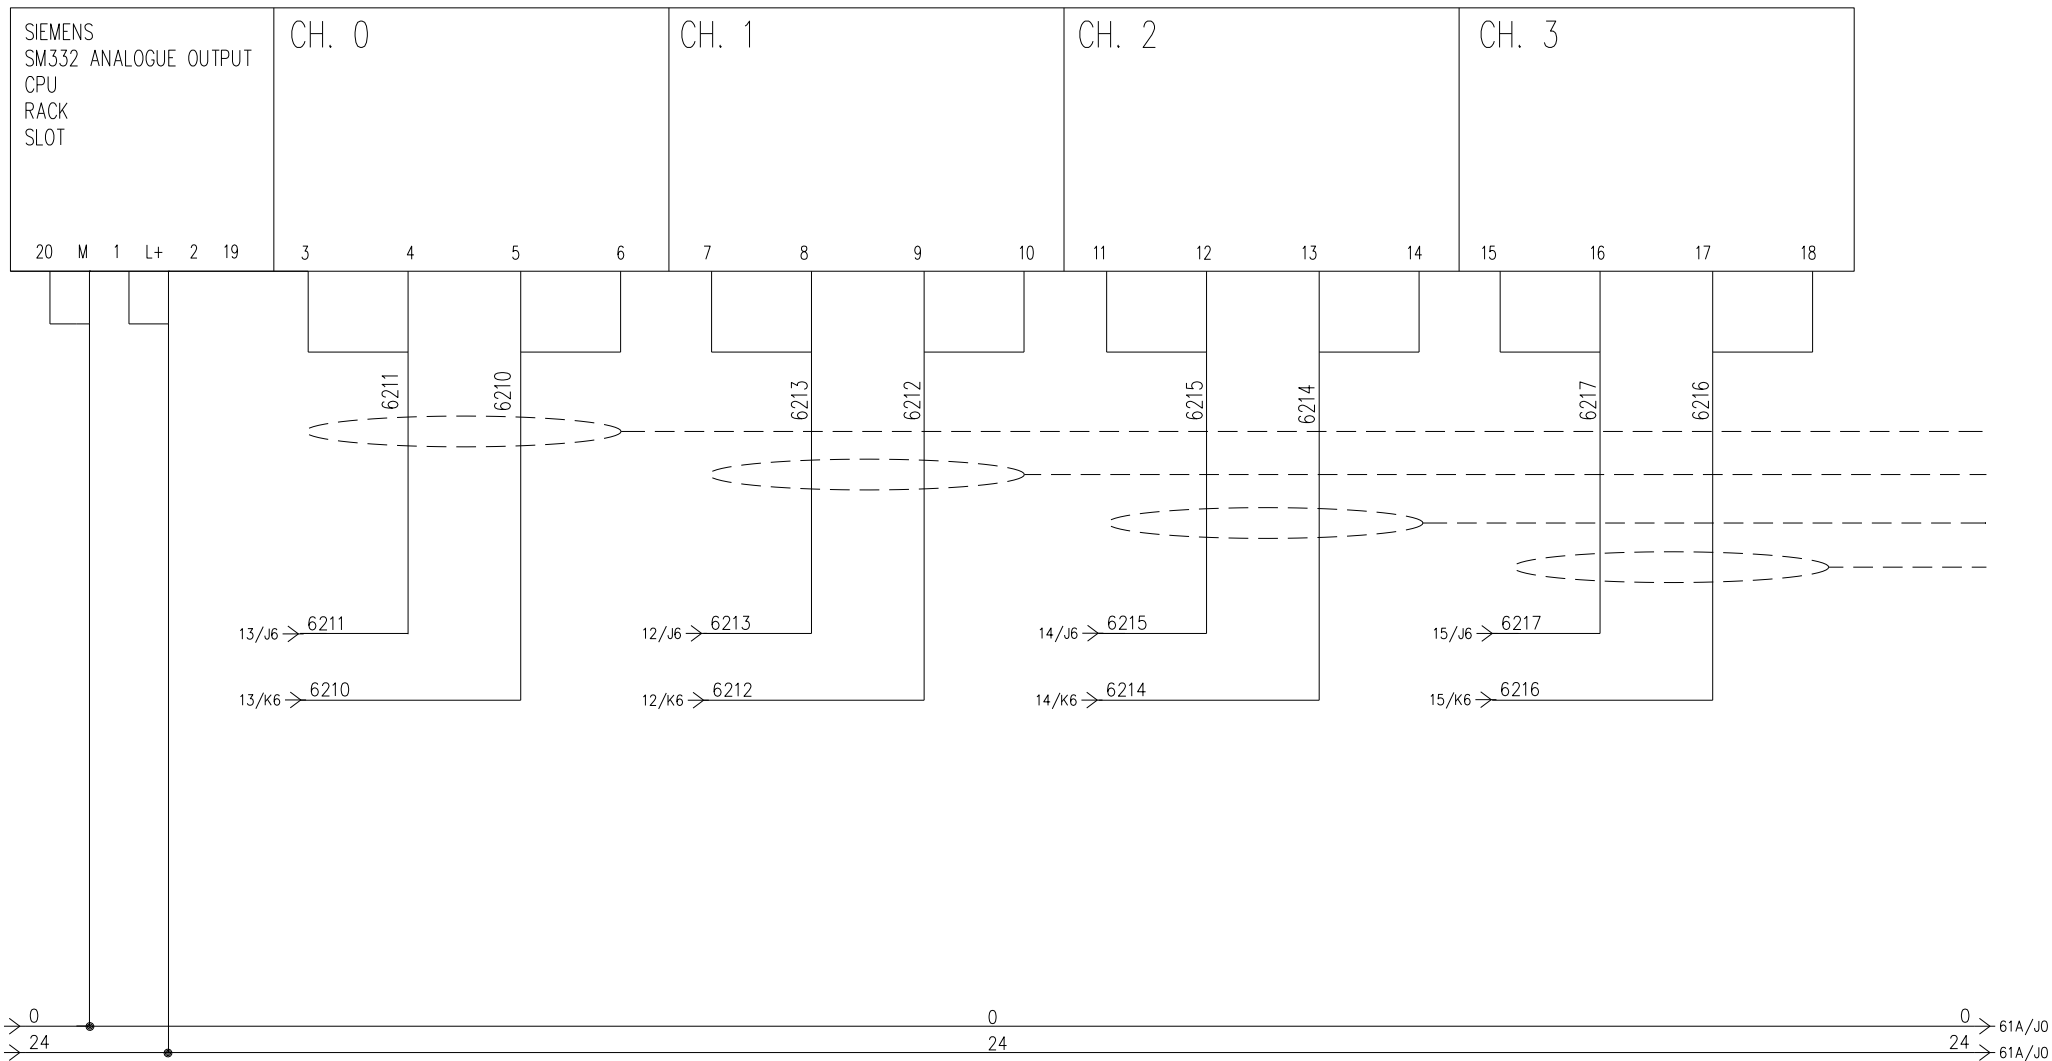 SIEMENS
SM332 ANALOGUE OUTPUT
CPU
RACK
SLOT
CH. 0
CH. 1
CH. 2
CH. 3
20 M 1 L+ 2 19 3 4 5 6 7 8 9 10 11 12 13 14 15 16 17 18
6211
6210
6213
6212
6215
6214
6217
6216
13/J6 6211
12/J6 6213
14/J6 6215
15/J6 6217
13/K6 6210
12/K6 6212
14/K6 6214
15/K6 6216
0 0 0 61A/J0
24 24 24 61A/J0